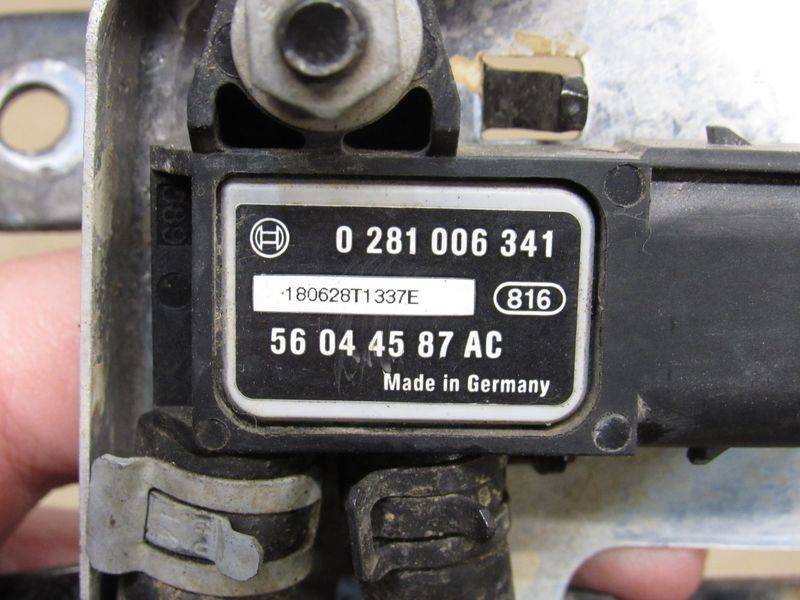 0 281 006 341
180628T1337E
816
56 04 45 87 AC
Made in Germany